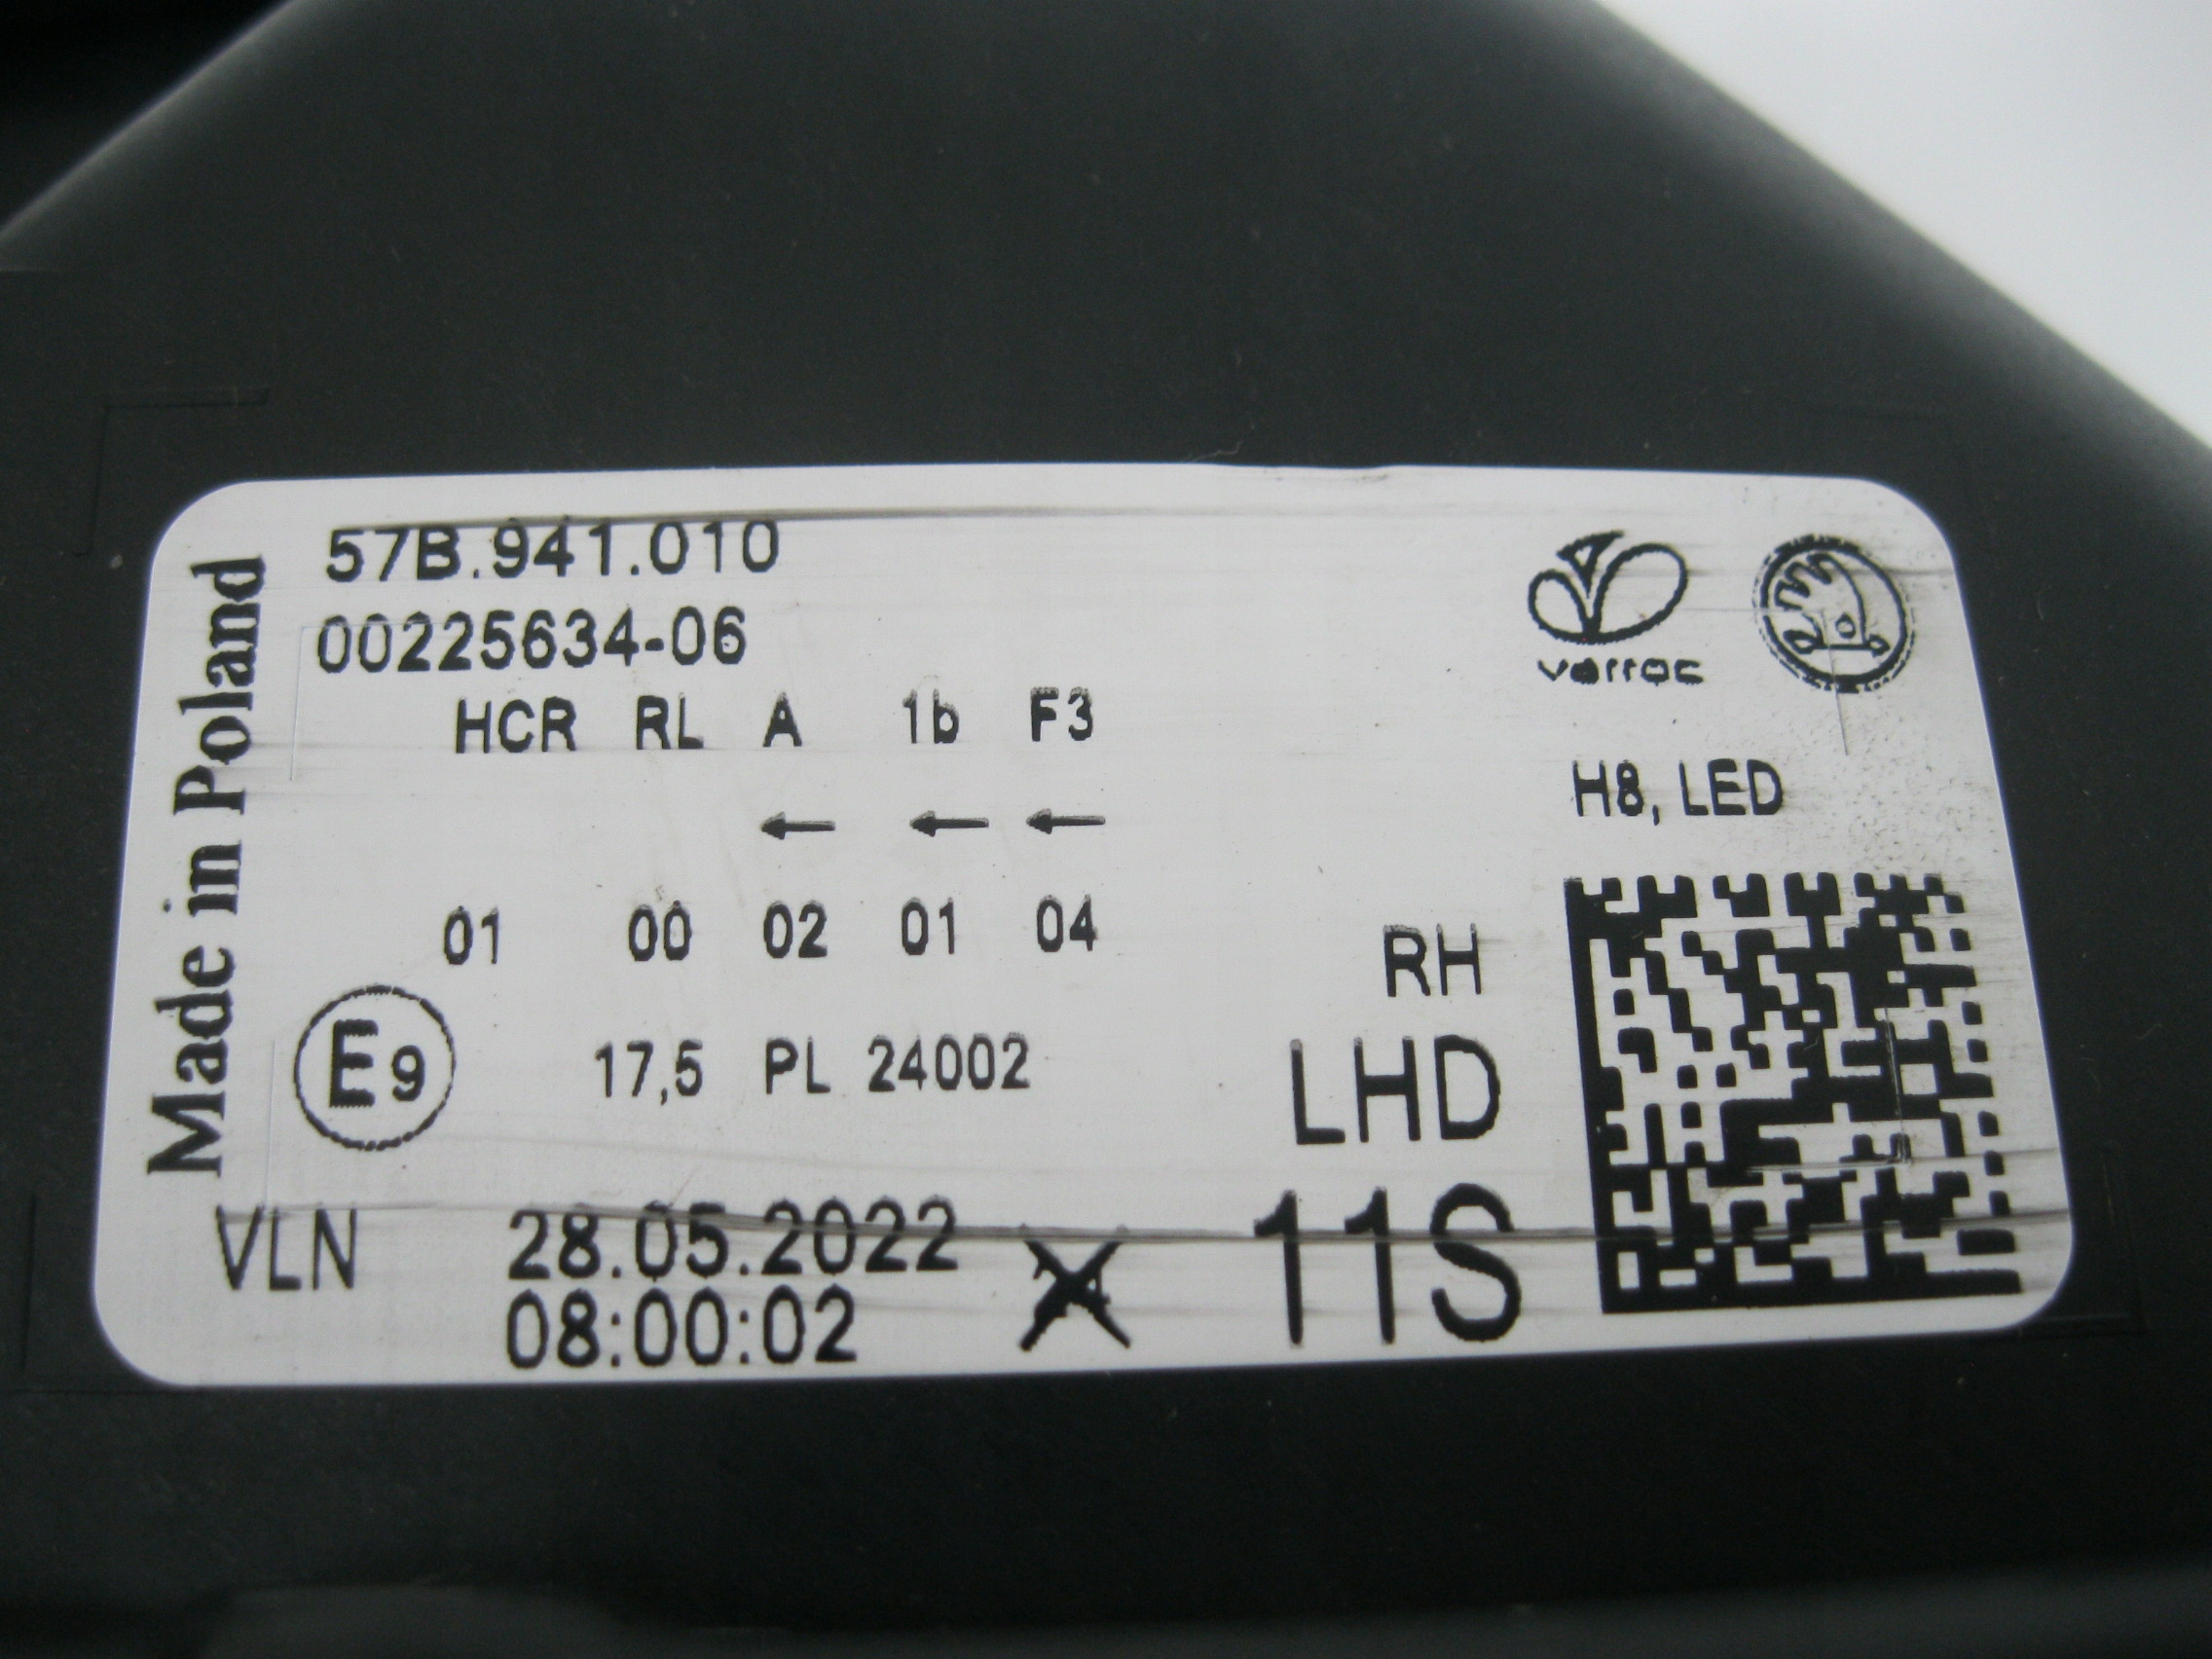 Made in Poland
57B.941.010
00225634-06
varroc
HCR RL A 1b F3
H8, LED
← ← ←
01 00 02 01 04
RH
E9 17,5 PL 24002
LHD
VLN 28.05.2022
08:00:02
11S